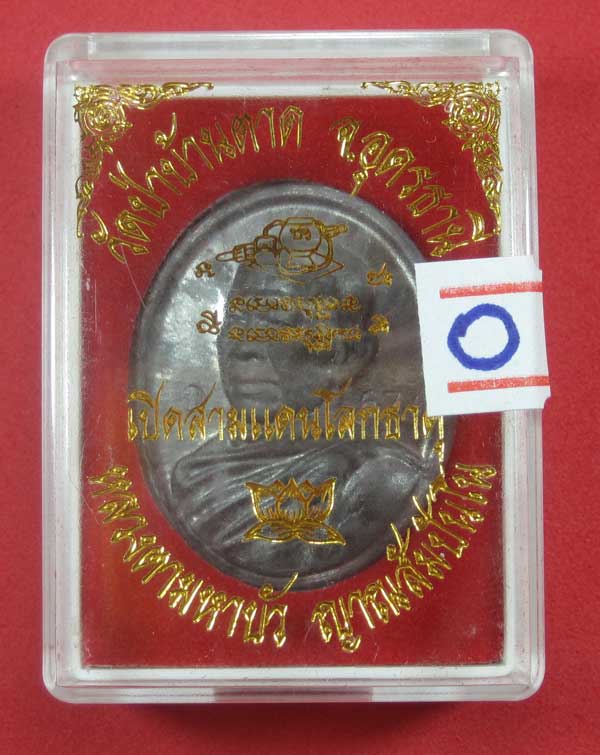 วัดป่าบ้านตาด จ.อุดรธานี
เปิดสามแดนโลกธาตุ
หลวงตามหาบัว ญาณสัมปันโน
O